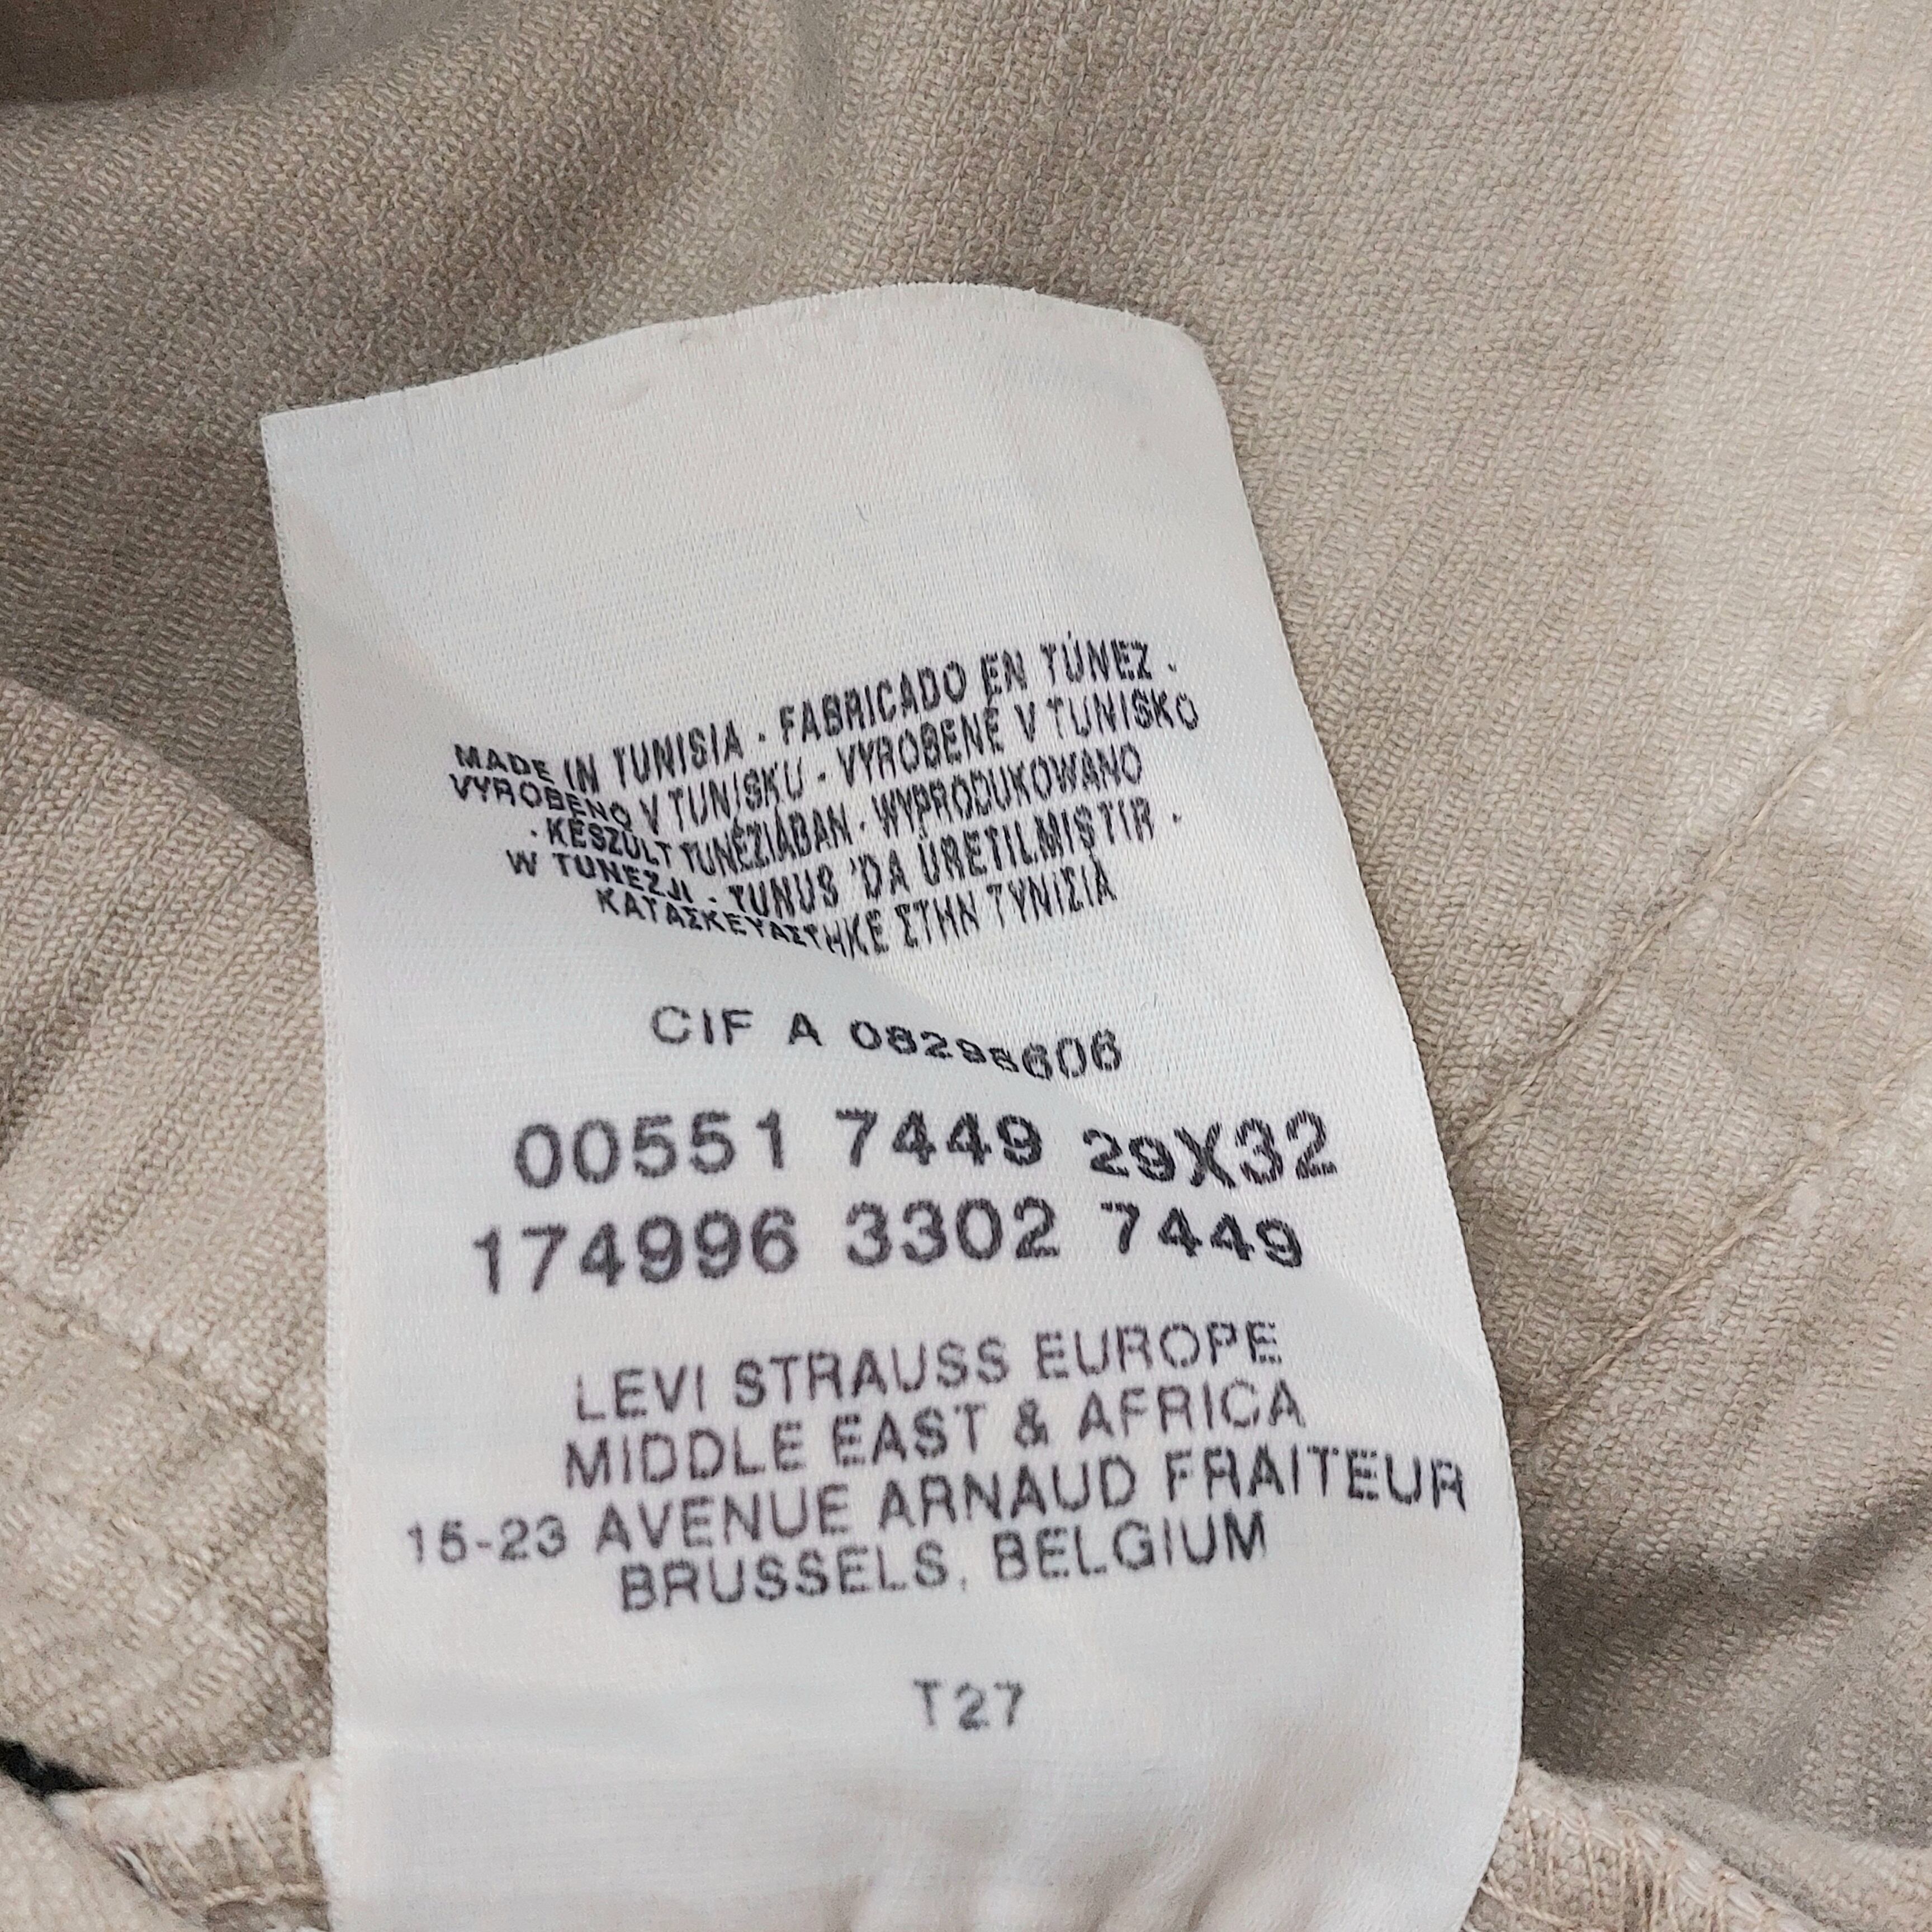 MADE IN TUNISIA · FABRICADO EN TÚNEZ ·
VYROBENO V TUNISKU · VYROBENÉ V TUNISKO
· KÉSZÜLT TUNÉZIÁBAN · WYPRODUKOWANO
W TUNEZJI · TUNUS 'DA ÜRETILMIŞTIR ·
ΚΑΤΑΣΚΕΥΑΣΤΗΚΕ ΣΤΗΝ ΤΥΝΙΣΙΑ
CIF A 08298606
00551 7449 29X32
174996 3302 7449
LEVI STRAUSS EUROPE
MIDDLE EAST & AFRICA
15-23 AVENUE ARNAUD FRAITEUR
BRUSSELS, BELGIUM
T27